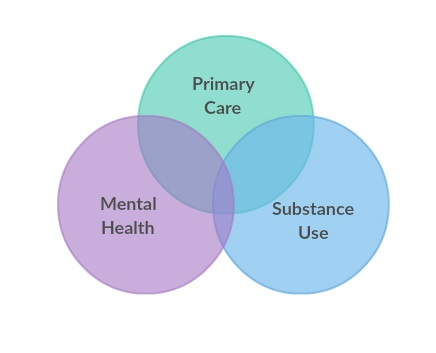 Primary
Care
Mental
Health
Substance
Use